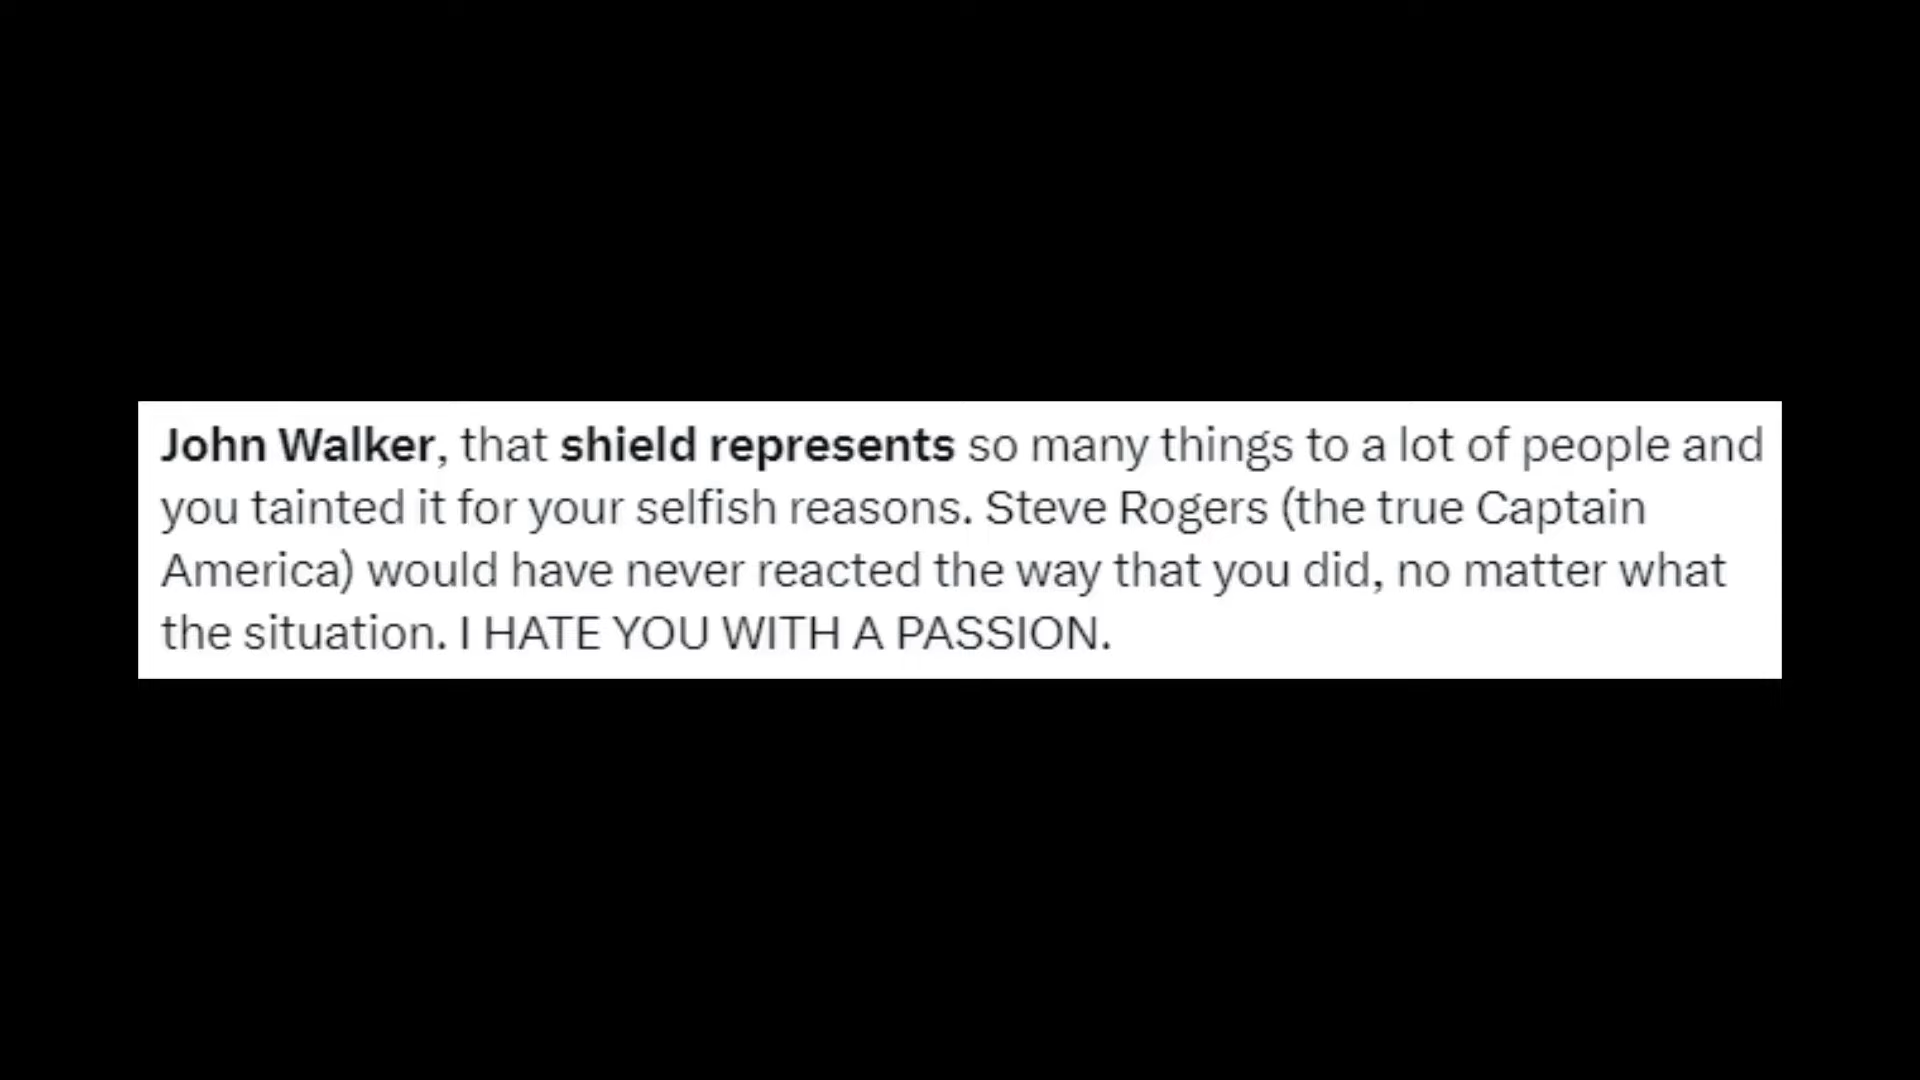 John Walker, that shield represents so many things to a lot of people and
you tainted it for your selfish reasons. Steve Rogers (the true Captain
America) would have never reacted the way that you did, no matter what
the situation. I HATE YOU WITH A PASSION.